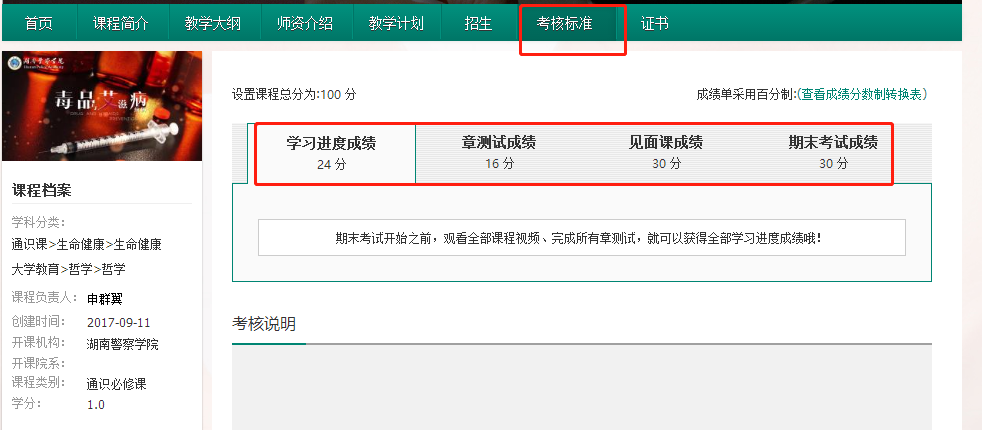 首页 课程简介 教学大纲 师资介绍 教学计划 招生 考核标准 证书
毒品与艾滋病
课程档案
学科分类：
通识课>生命健康>生命健康
大学教育>哲学>哲学
课程负责人： 申群翼
创建时间： 2017-09-11
开课机构： 湖南警察学院
开课院系：
课程类别： 通识必修课
学分： 1.0
设置课程总分为:100 分
成绩单采用百分制:(查看成绩分数制转换表)
学习进度成绩 章测试成绩 见面课成绩 期末考试成绩
24 分 16 分 30 分 30 分
期末考试开始之前，观看全部课程视频、完成所有章测试，就可以获得全部学习进度成绩哦！
考核说明